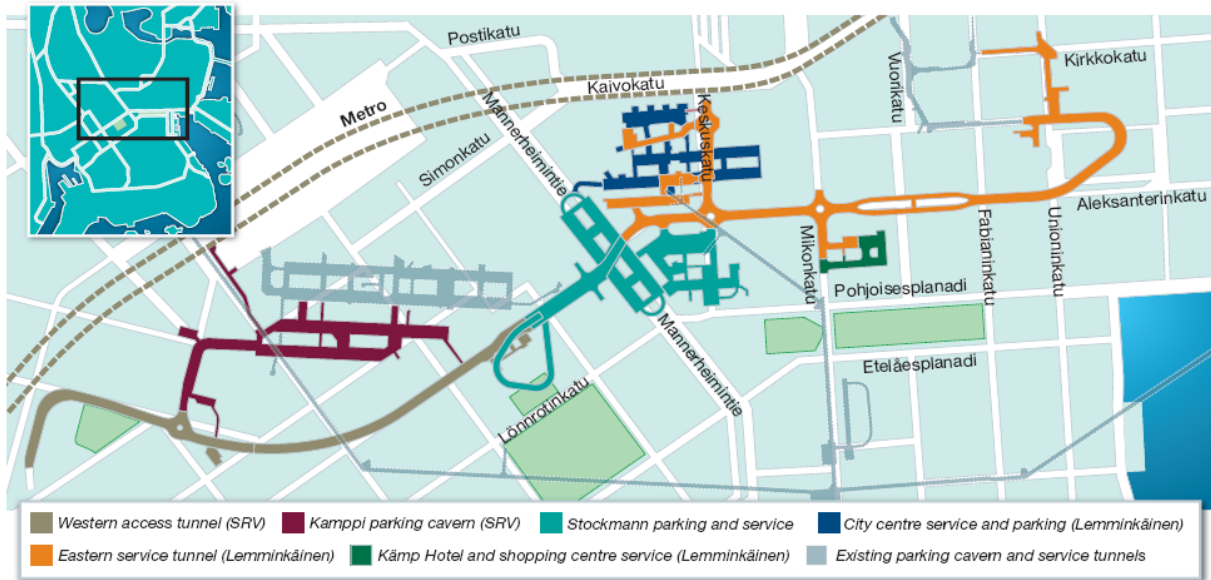 Postikatu
Kaivokatu
Metro
Mannerheimintie
Simonkatu
Keskuskatu
Vuorikatu
Kirkkokatu
Aleksanterinkatu
Mikonkatu
Fabianinkatu
Unioninkatu
Pohjoisesplanadi
Mannerheimintie
Etelåesplanadi
Lönnrotinkatu
Western access tunnel (SRV)
Kamppi parking cavern (SRV)
Stockmann parking and service
City centre service and parking (Lemminkäinen)
Eastern service tunnel (Lemminkäinen)
Kämp Hotel and shopping centre service (Lemminkäinen)
Existing parking cavern and service tunnels